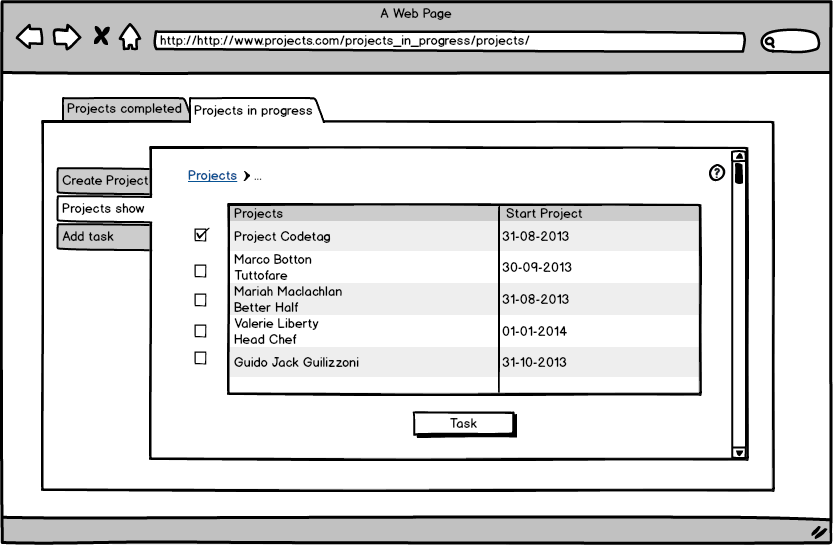 A Web Page
http://http://www.projects.com/projects_in_progress/projects/
Projects completed
Projects in progress
Create Project
Projects show
Add task
Projects ❯ ...
?
Projects Start Project
Project Codetag 31-08-2013
Marco Botton
Tuttofare 30-09-2013
Mariah Maclachlan
Better Half 31-08-2013
Valerie Liberty
Head Chef 01-01-2014
Guido Jack Guilizzoni 31-10-2013
Task